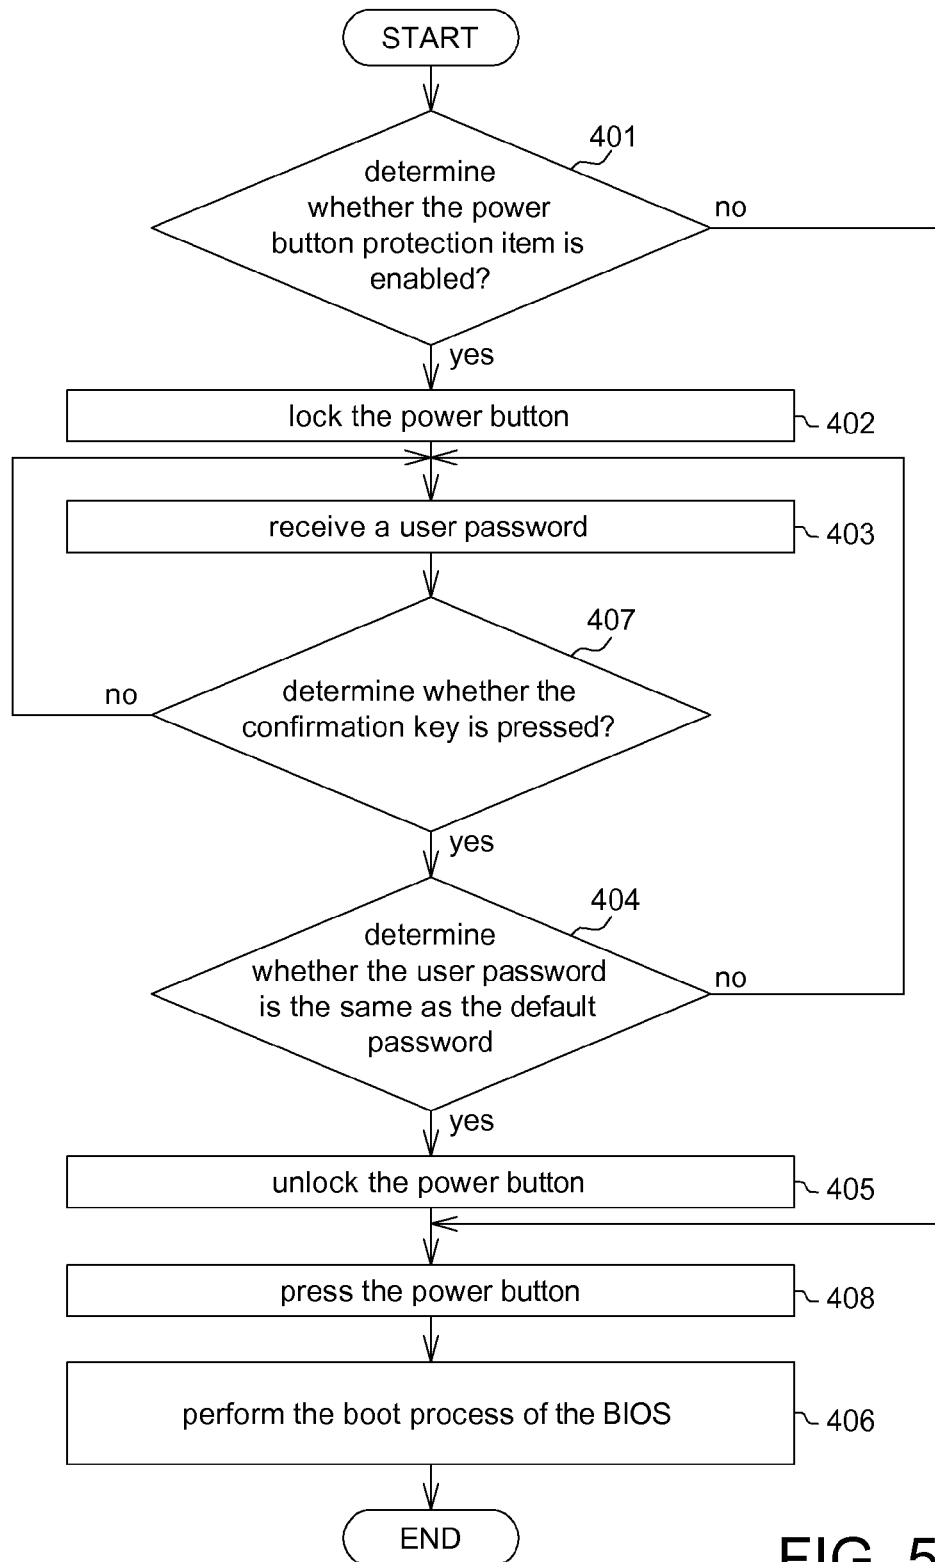 START
401
determine
whether the power
button protection item is
enabled?
no
yes
lock the power button
402
receive a user password
403
407
determine whether the
confirmation key is pressed?
no
yes
404
determine
whether the user password
is the same as the default
password
no
yes
unlock the power button
405
press the power button
408
perform the boot process of the BIOS
406
END
FIG. 5